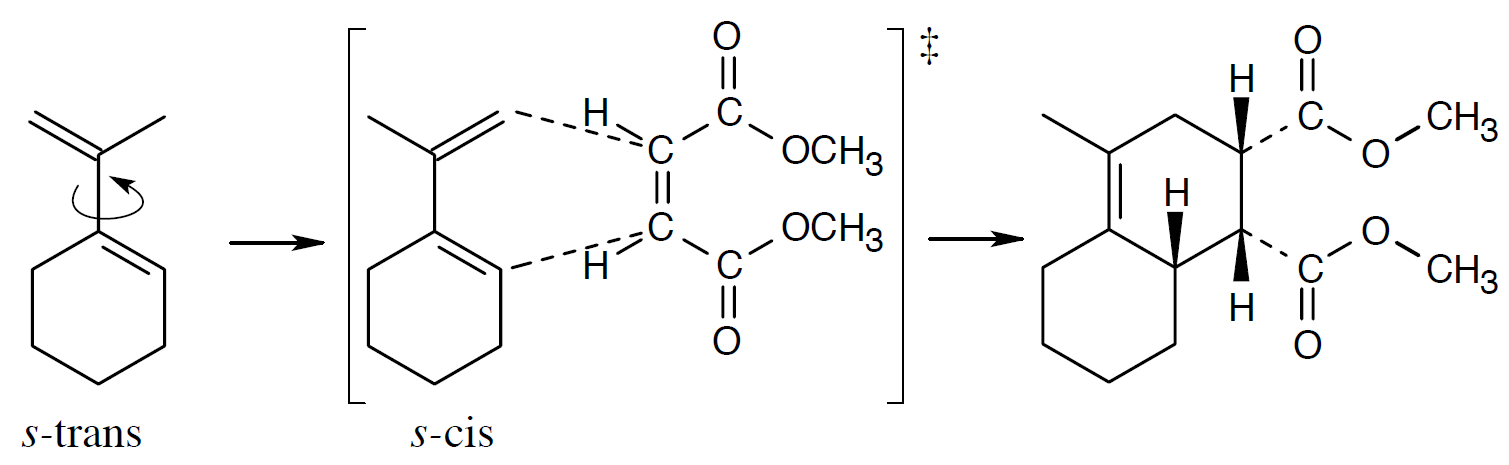 O ‡ O
H
H C C CH3
C OCH3 O
H
C OCH3 O
H C C CH3
H
O O
s-trans s-cis